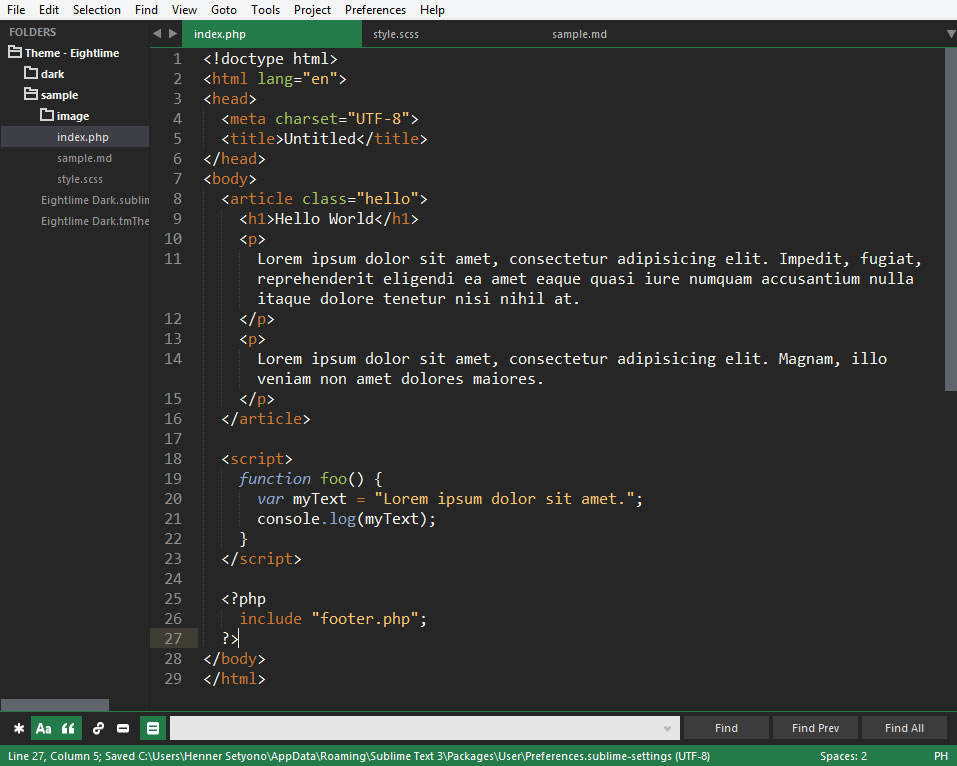 File Edit Selection Find View Goto Tools Project Preferences Help
FOLDERS
Theme - Eightlime
dark
sample
image
index.php
sample.md
style.scss
Eightlime Dark.sublin
Eightlime Dark.tmThe
index.php style.scss sample.md
1 <!doctype html>
2 <html lang="en">
3 <head>
4 <meta charset="UTF-8">
5 <title>Untitled</title>
6 </head>
7 <body>
8 <article class="hello">
9 <h1>Hello World</h1>
10 <p>
11 Lorem ipsum dolor sit amet, consectetur adipisicing elit. Impedit, fugiat,
reprehenderit eligendi ea amet eaque quasi iure numquam accusantium nulla
itaque dolore tenetur nisi nihil at.
12 </p>
13 <p>
14 Lorem ipsum dolor sit amet, consectetur adipisicing elit. Magnam, illo
veniam non amet dolores maiores.
15 </p>
16 </article>
17
18 <script>
19 function foo() {
20 var myText = "Lorem ipsum dolor sit amet.";
21 console.log(myText);
22 }
23 </script>
24
25 <?php
26 include "footer.php";
27 ?>
28 </body>
29 </html>
Aa Find Find Prev Find All
Line 27, Column 5; Saved C:\Users\Henner Setyono\AppData\Roaming\Sublime Text 3\Packages\User\Preferences.sublime-settings (UTF-8) Spaces: 2 PH